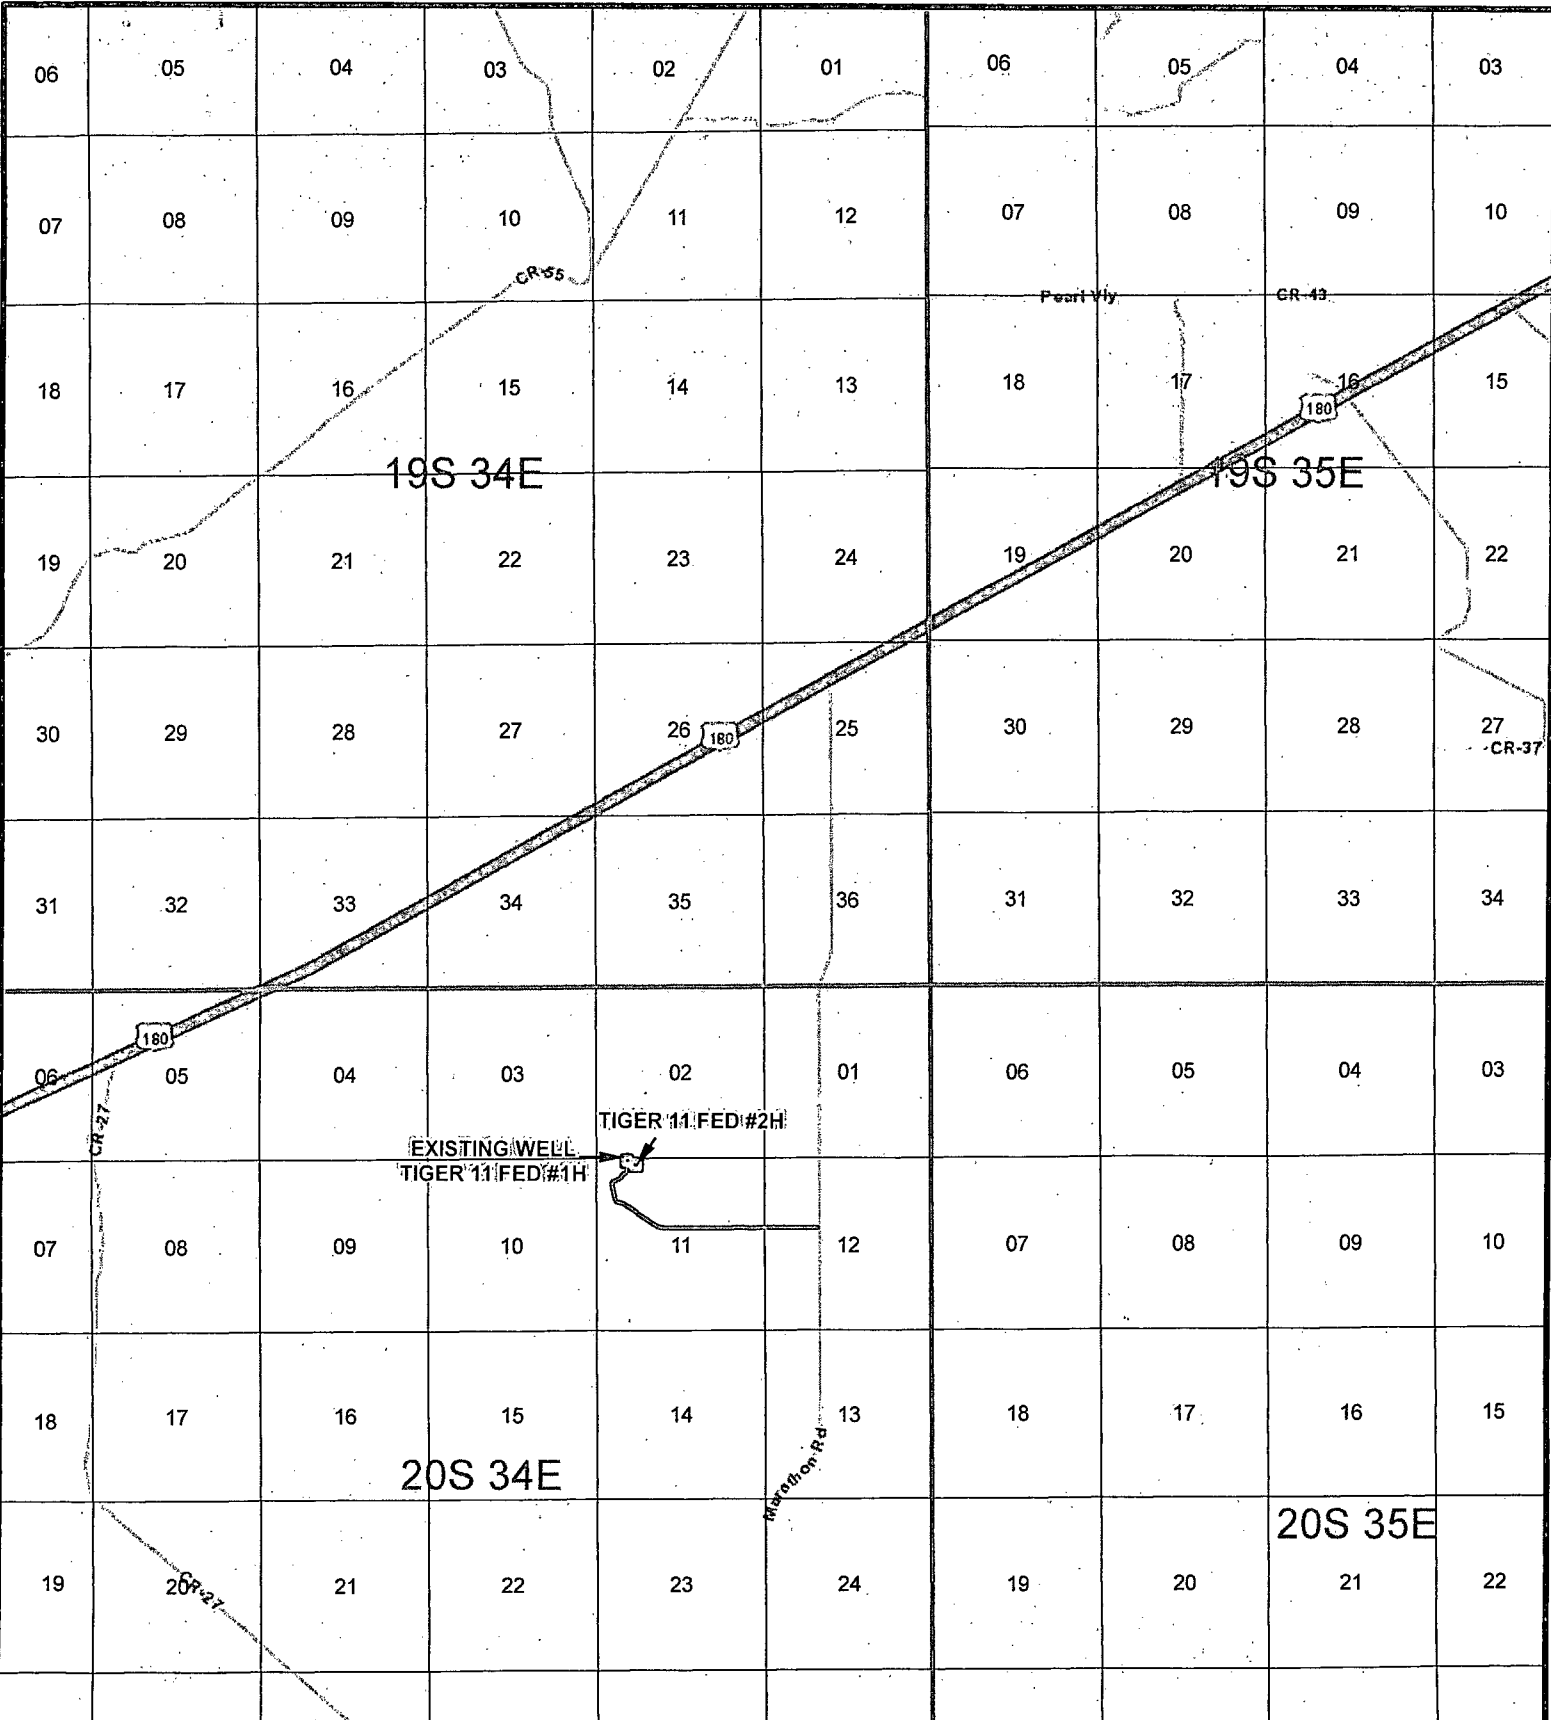 06 05 04 03 02 01 06 05 04 03
07 08 09 10 11 12 07 08 09 10
CR-55
Pearl Vly CR-43
18 17 16 15 14 13 18 17 16 15
180
19S 34E 19S 35E
19 20 21 22 23 24 19 20 21 22
30 29 28 27 26 25 30 29 28 27
180
CR-37
31 32 33 34 35 36 31 32 33 34
180
06 05 04 03 02 01 06 05 04 03
CR-27
TIGER 11 FED #2H
EXISTING WELL
TIGER 11 FED #1H
07 08 09 10 11 12 07 08 09 10
18 17 16 15 14 13 18 17 16 15
Marathon Rd
20S 34E
20S 35E
19 20 21 22 23 24 19 20 21 22
CR-27